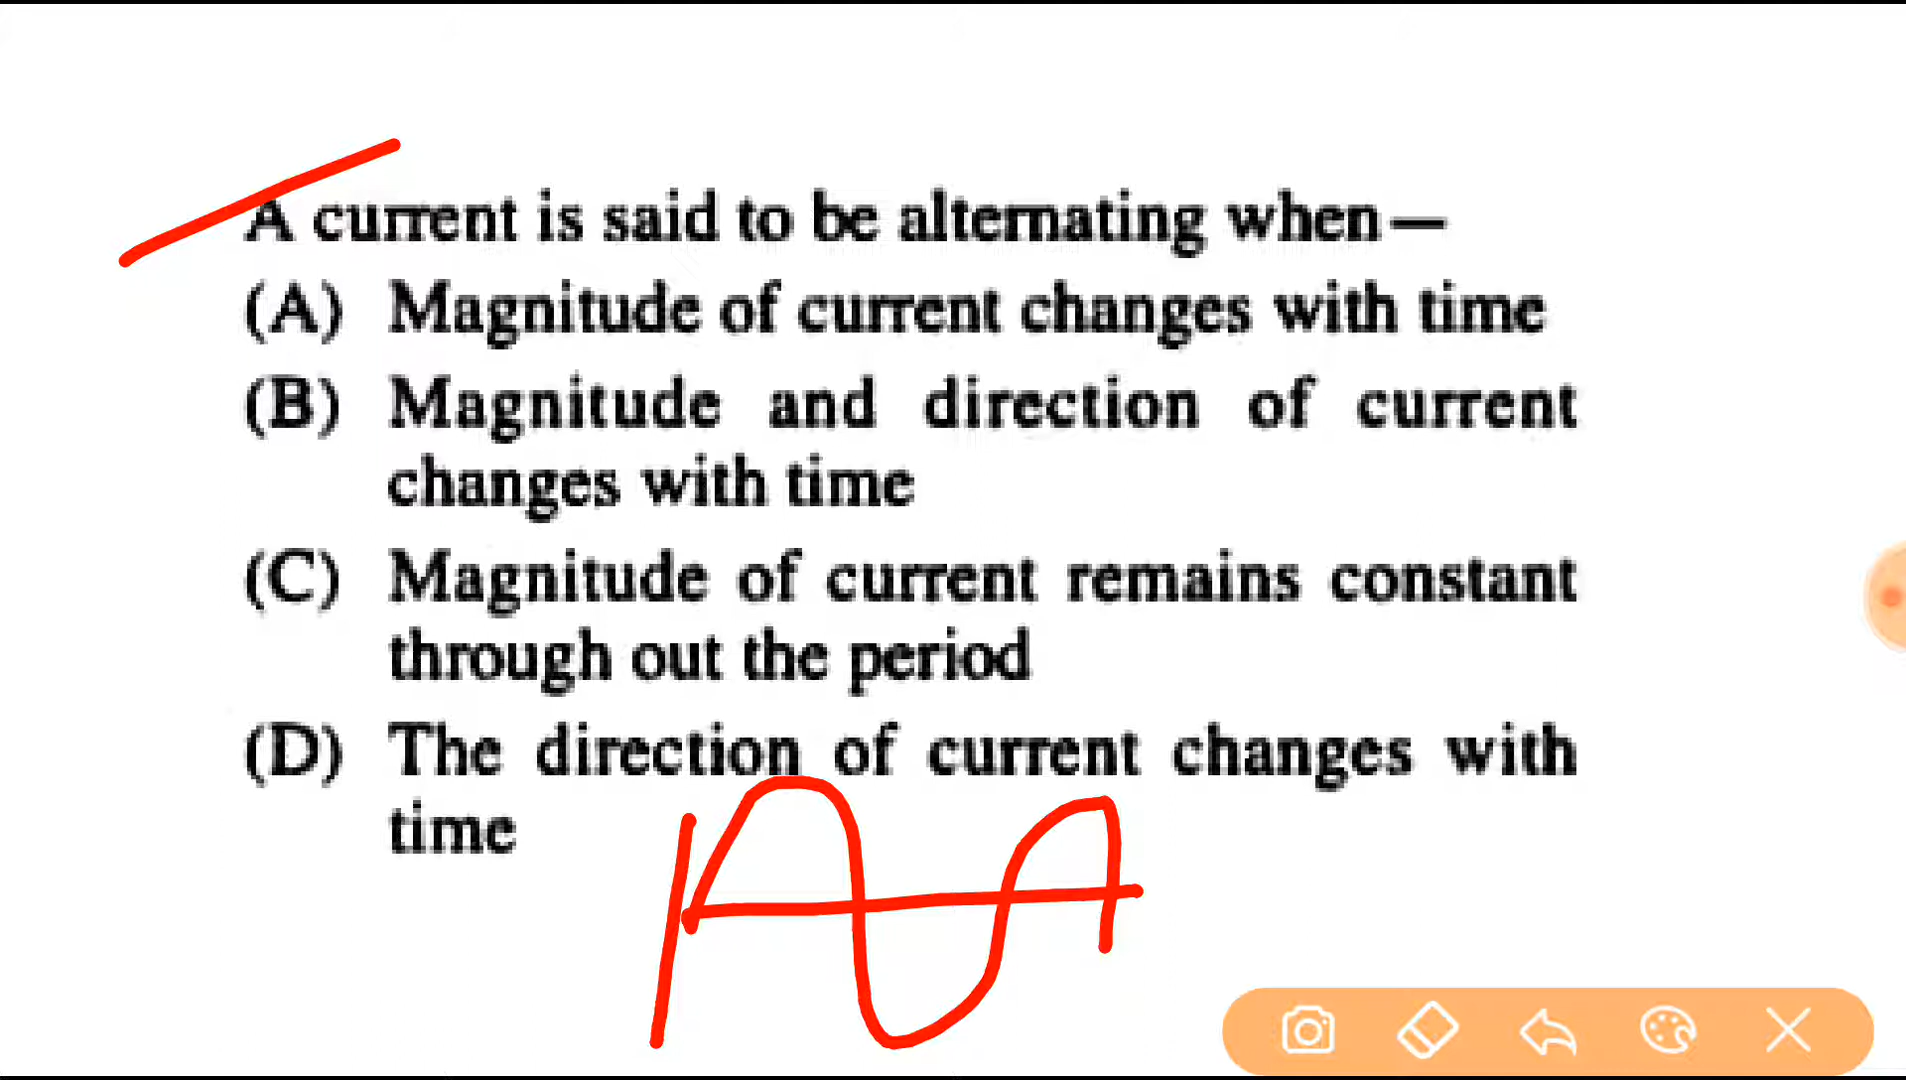 A current is said to be alternating when—
(A) Magnitude of current changes with time
(B) Magnitude and direction of current
changes with time
(C) Magnitude of current remains constant
through out the period
(D) The direction of current changes with
time